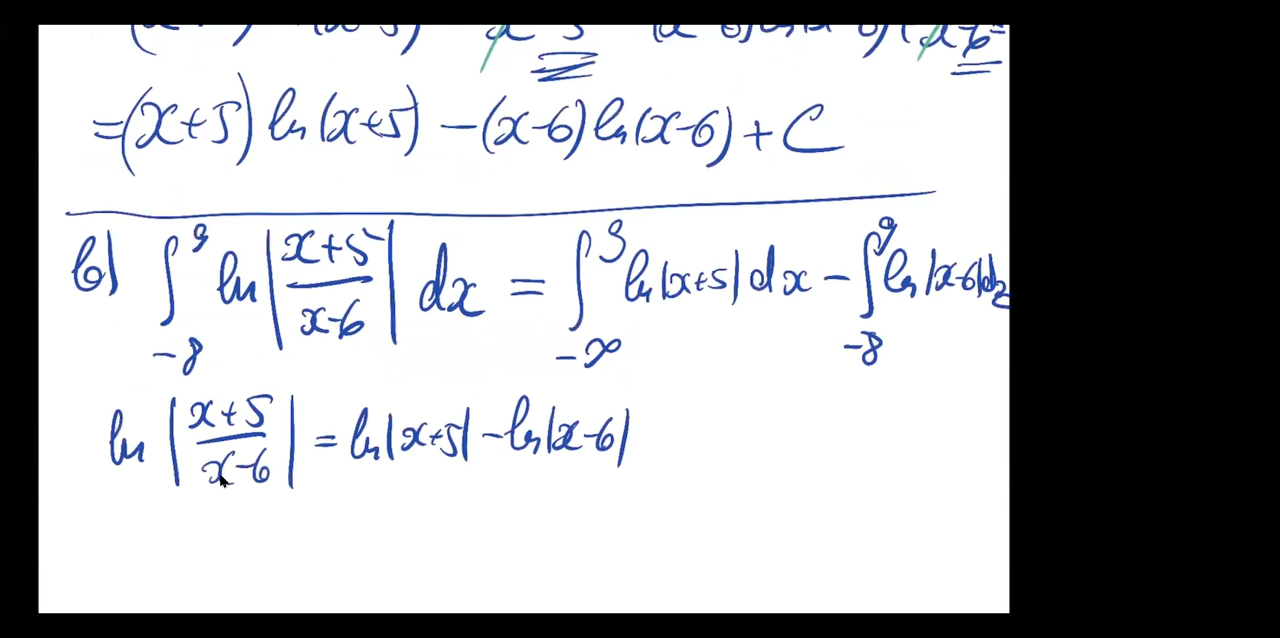 =(x+5) ln(x+5) - (x-6) ln(x-6) + C
b) ∫_{-8}^{9} ln|(x+5)/(x-6)| dx = ∫_{-∞}^{9} ln|x+5| dx - ∫_{-8}^{9} ln|x-6| dx
ln|(x+5)/(x-6)| = ln|x+5| - ln|x-6|